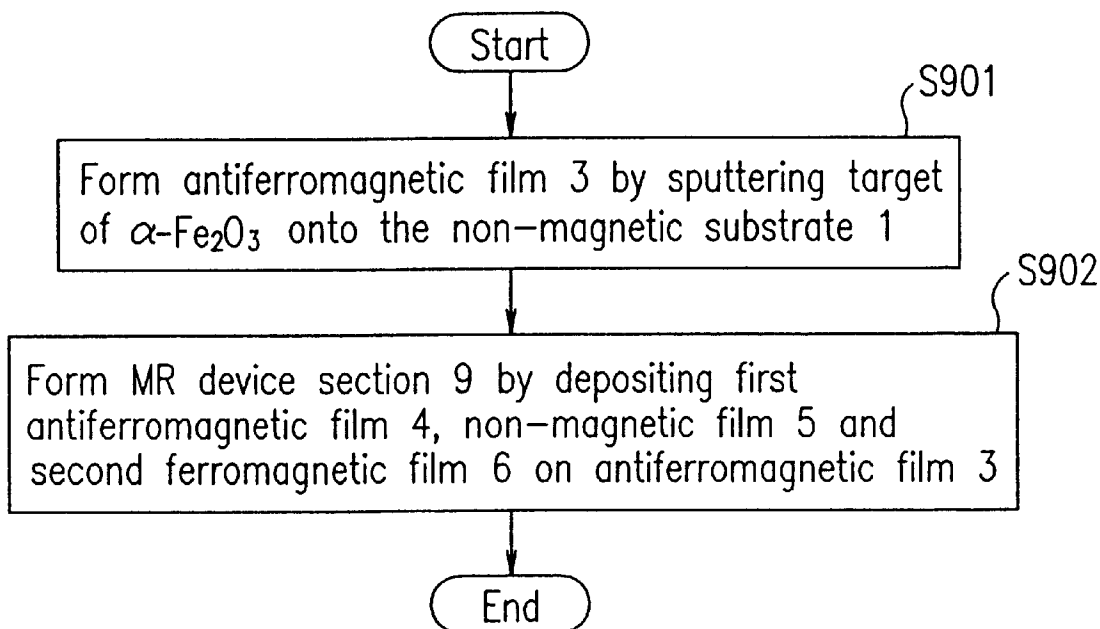 Start
S901
Form antiferromagnetic film 3 by sputtering target
of α-Fe₂O₃ onto the non-magnetic substrate 1
S902
Form MR device section 9 by depositing first
antiferromagnetic film 4, non-magnetic film 5 and
second ferromagnetic film 6 on antiferromagnetic film 3
End